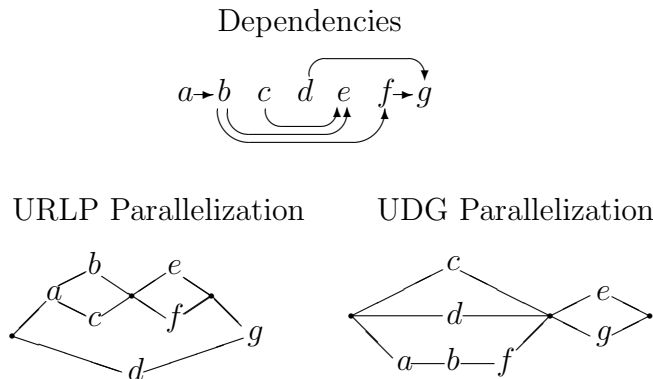 Dependencies
a b c d e f g
URLP Parallelization UDG Parallelization
b e c
a e
c f d
g g
d a b f